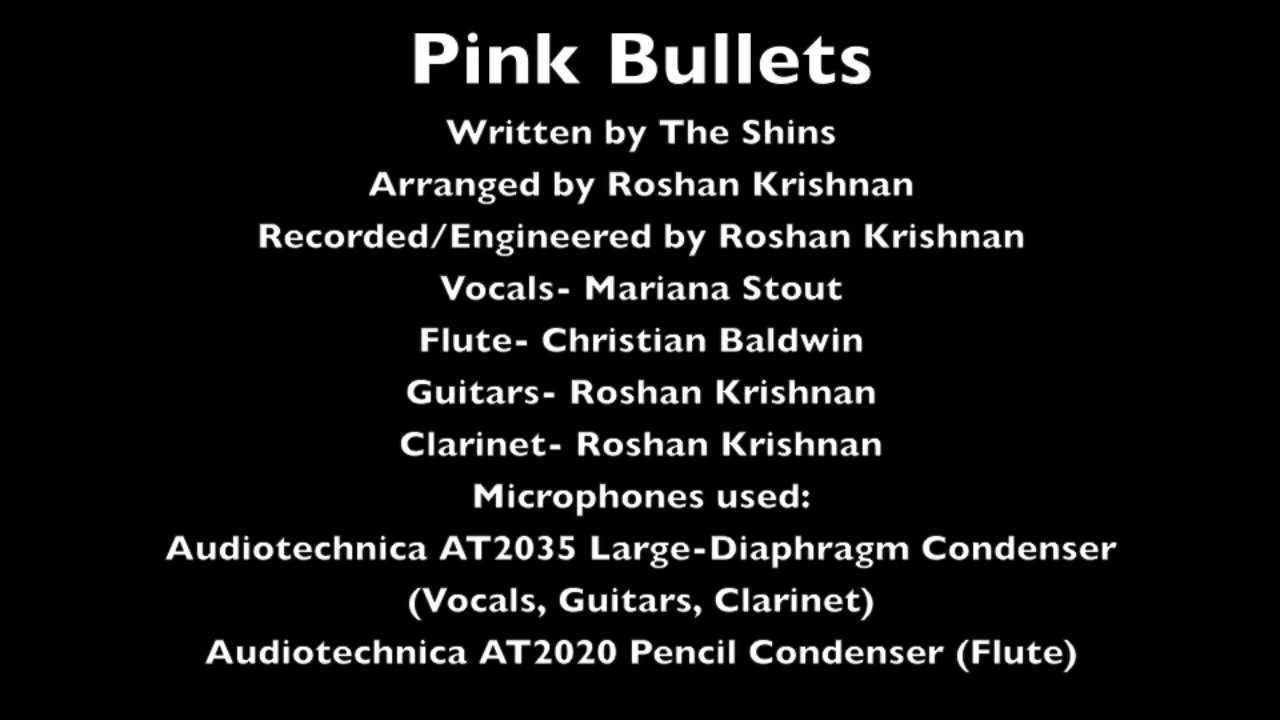 Pink Bullets
Written by The Shins
Arranged by Roshan Krishnan
Recorded/Engineered by Roshan Krishnan
Vocals- Mariana Stout
Flute- Christian Baldwin
Guitars- Roshan Krishnan
Clarinet- Roshan Krishnan
Microphones used:
Audiotechnica AT2035 Large-Diaphragm Condenser
(Vocals, Guitars, Clarinet)
Audiotechnica AT2020 Pencil Condenser (Flute)